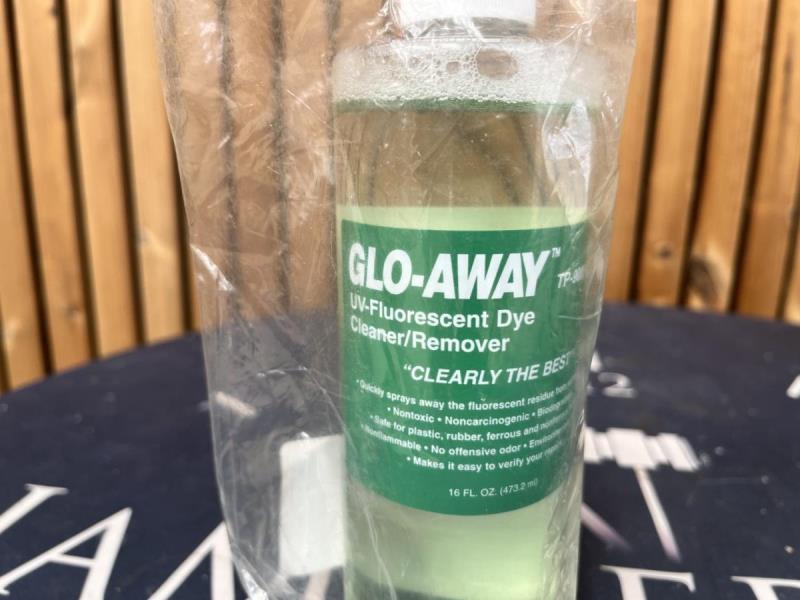 GLO-AWAY™
UV-Fluorescent Dye
Cleaner/Remover
"CLEARLY THE BEST
• Quickly sprays away the fluorescent residue
• Nontoxic • Noncarcinogenic •
• Safe for plastic, rubber, ferrous and
Nonflammable • No offensive odor •
• Makes it easy to verify your
16 FL. OZ. (473.2 ml)